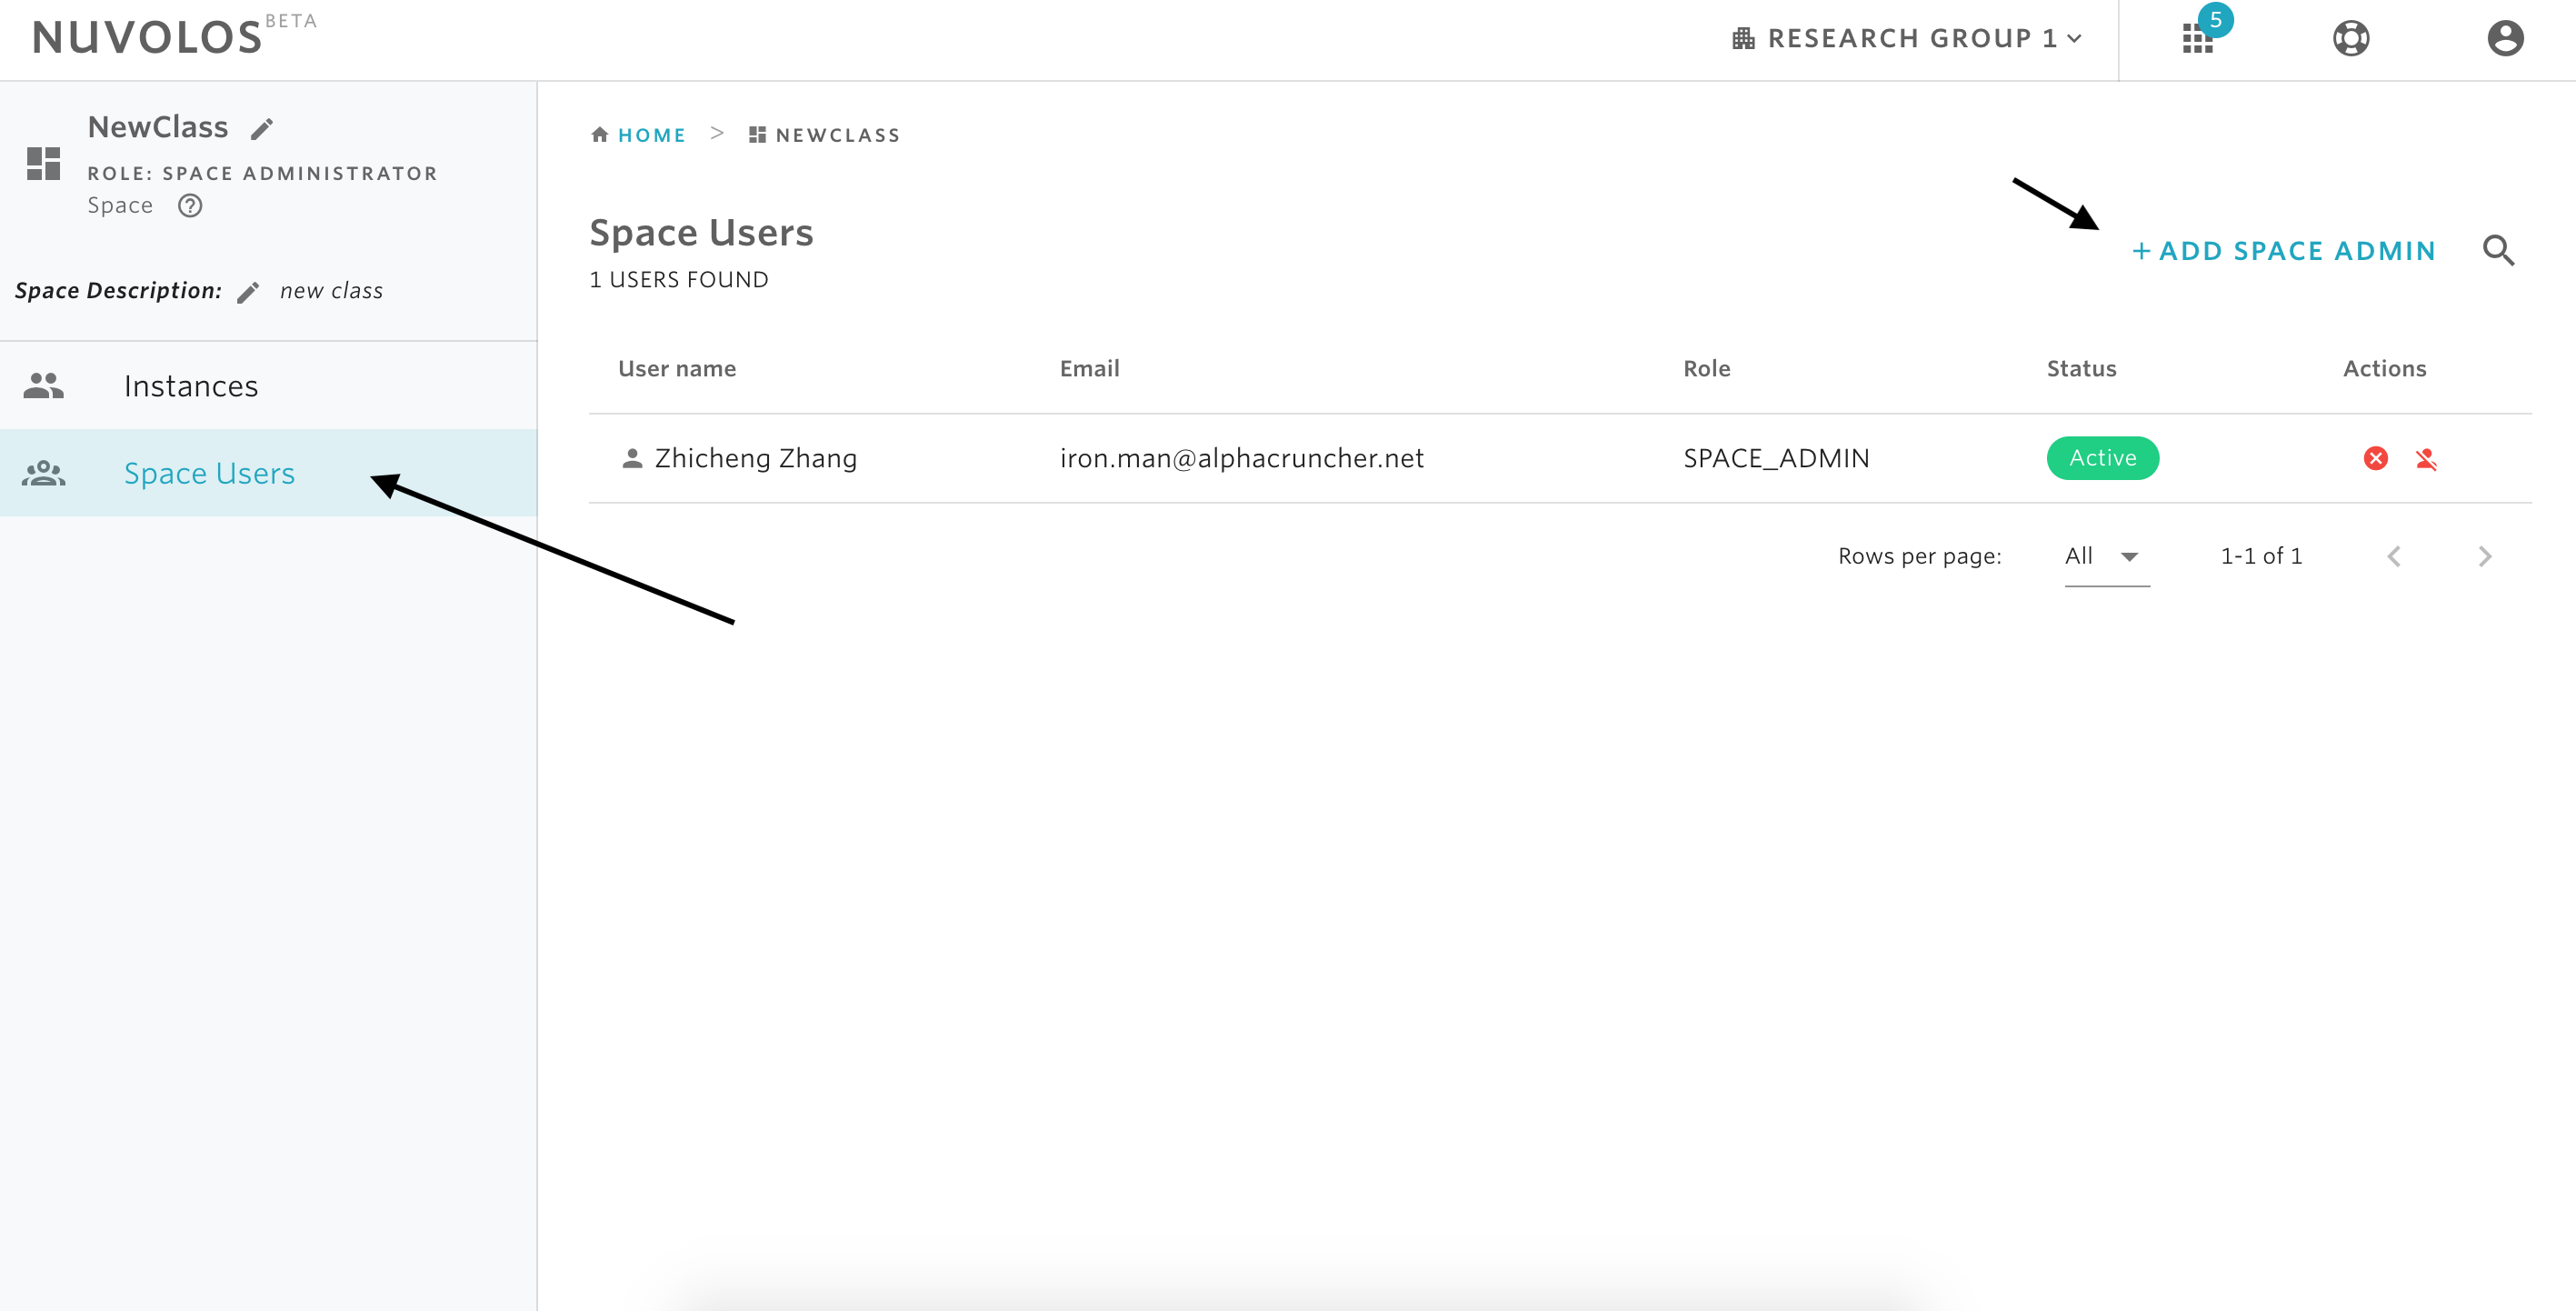 NUVOLOS BETA
RESEARCH GROUP 1
5
NewClass
ROLE: SPACE ADMINISTRATOR
Space
Space Description: new class
Instances
Space Users
HOME > NEWCLASS
Space Users
1 USERS FOUND
+ ADD SPACE ADMIN
User name Email Role Status Actions
Zhicheng Zhang iron.man@alphacruncher.net SPACE_ADMIN Active
Rows per page: All 1-1 of 1